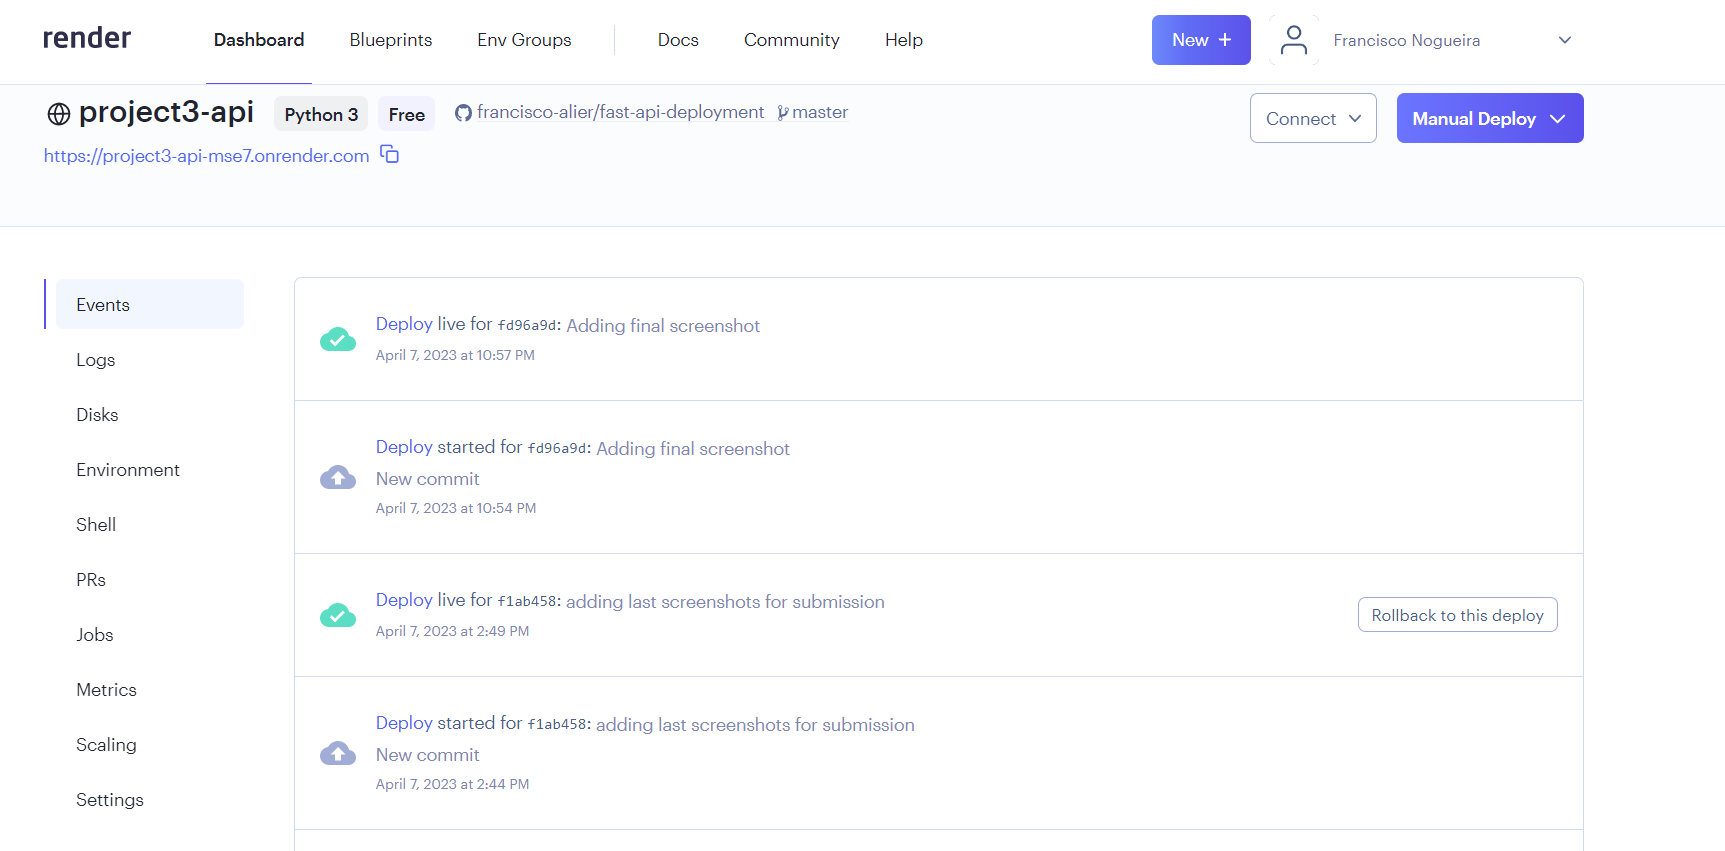 render Dashboard Blueprints Env Groups Docs Community Help New + Francisco Nogueira
project3-api Python 3 Free francisco-alier/fast-api-deployment master Connect Manual Deploy
https://project3-api-mse7.onrender.com
Events
Logs
Disks
Environment
Shell
PRs
Jobs
Metrics
Scaling
Settings
Deploy live for fd96a9d: Adding final screenshot
April 7, 2023 at 10:57 PM
Deploy started for fd96a9d: Adding final screenshot
New commit
April 7, 2023 at 10:54 PM
Deploy live for f1ab458: adding last screenshots for submission
April 7, 2023 at 2:49 PM
Rollback to this deploy
Deploy started for f1ab458: adding last screenshots for submission
New commit
April 7, 2023 at 2:44 PM